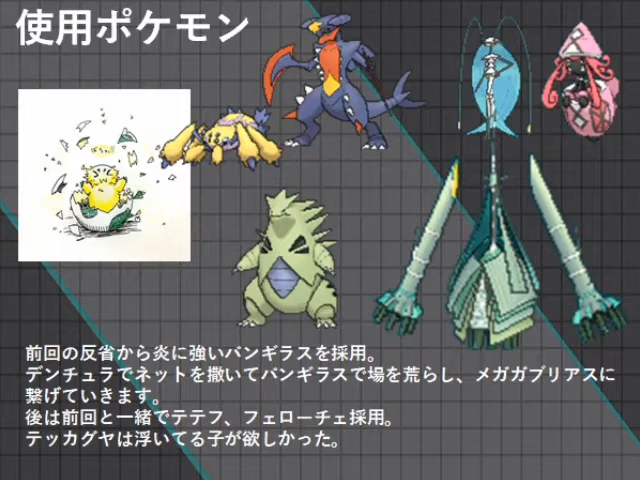 使用ポケモン
前回の反省から炎に強いバンギラスを採用。
デンチュラでネットを撒いてバンギラスで場を荒らし、メガガブリアスに
繋げていきます。
後は前回と一緒でテテフ、フェローチェ採用。
テッカグヤは浮いてる子が欲しかった。